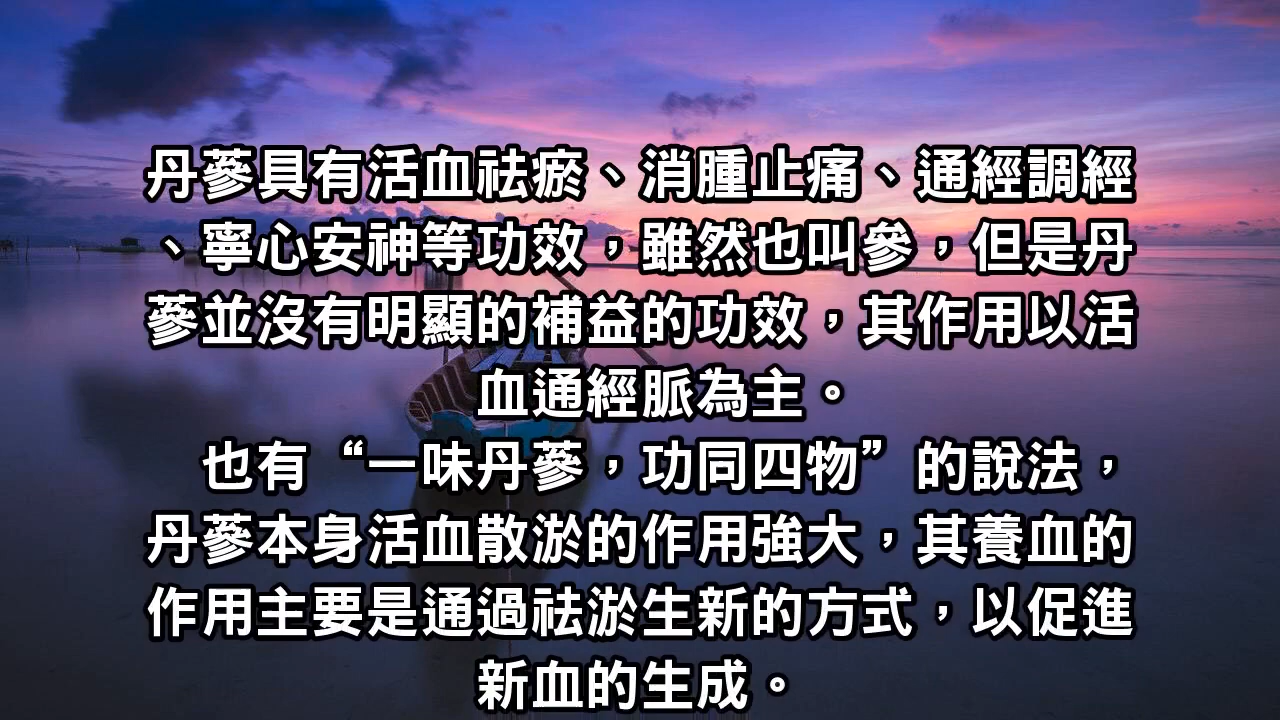 丹蔘具有活血祛瘀、消腫止痛、通經調經
、寧心安神等功效，雖然也叫參，但是丹
蔘並沒有明顯的補益的功效，其作用以活
血通經脈為主。
也有“一味丹蔘，功同四物”的說法，
丹蔘本身活血散淤的作用強大，其養血的
作用主要是通過祛淤生新的方式，以促進
新血的生成。